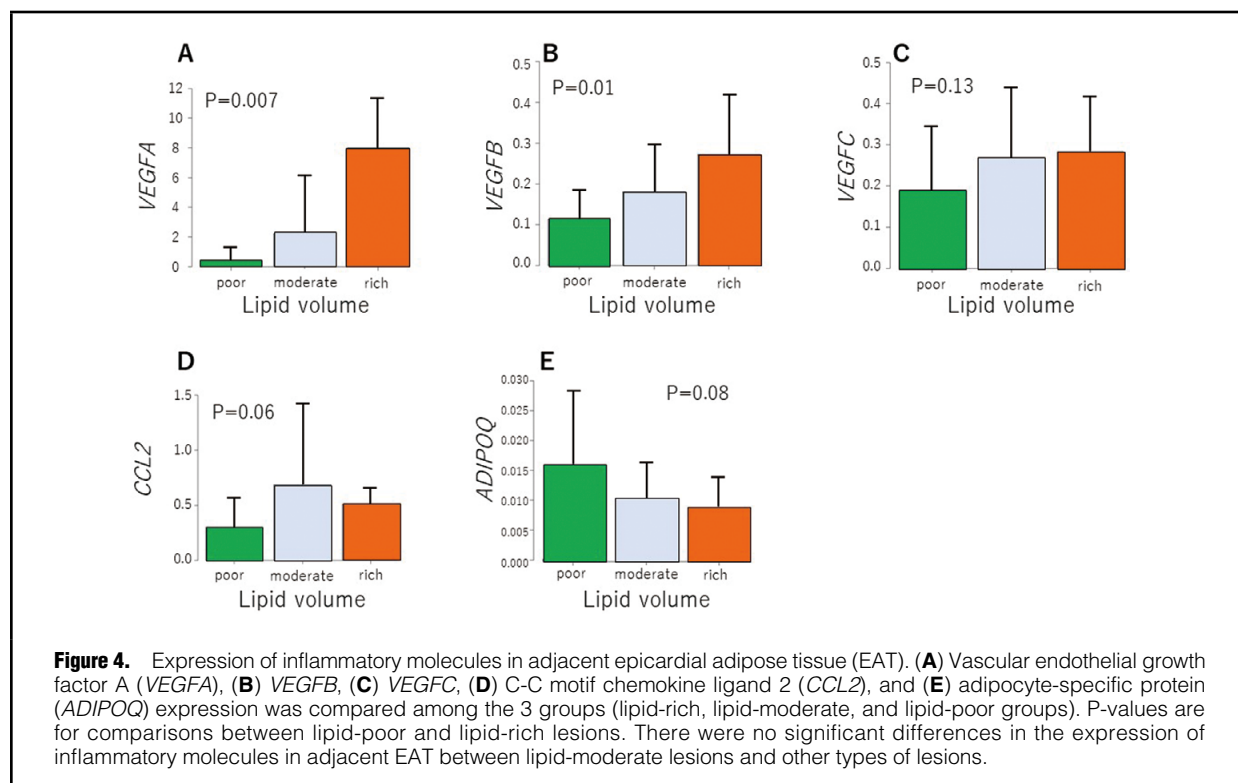 A
P=0.007
12
10
8
6
4
2
0
VEGFA
poor moderate rich
Lipid volume
B
P=0.01
0.5
0.4
0.3
0.2
0.1
0.0
VEGFB
poor moderate rich
Lipid volume
C
P=0.13
0.5
0.4
0.3
0.2
0.1
0.0
VEGFC
poor moderate rich
Lipid volume
D
P=0.06
1.5
1.0
0.5
0.0
CCL2
poor moderate rich
Lipid volume
E
P=0.08
0.030
0.025
0.020
0.015
0.010
0.005
0.000
ADIPOQ
poor moderate rich
Lipid volume
Figure 4. Expression of inflammatory molecules in adjacent epicardial adipose tissue (EAT). (A) Vascular endothelial growth
factor A (VEGFA), (B) VEGFB, (C) VEGFC, (D) C-C motif chemokine ligand 2 (CCL2), and (E) adipocyte-specific protein
(ADIPOQ) expression was compared among the 3 groups (lipid-rich, lipid-moderate, and lipid-poor groups). P-values are
for comparisons between lipid-poor and lipid-rich lesions. There were no significant differences in the expression of
inflammatory molecules in adjacent EAT between lipid-moderate lesions and other types of lesions.